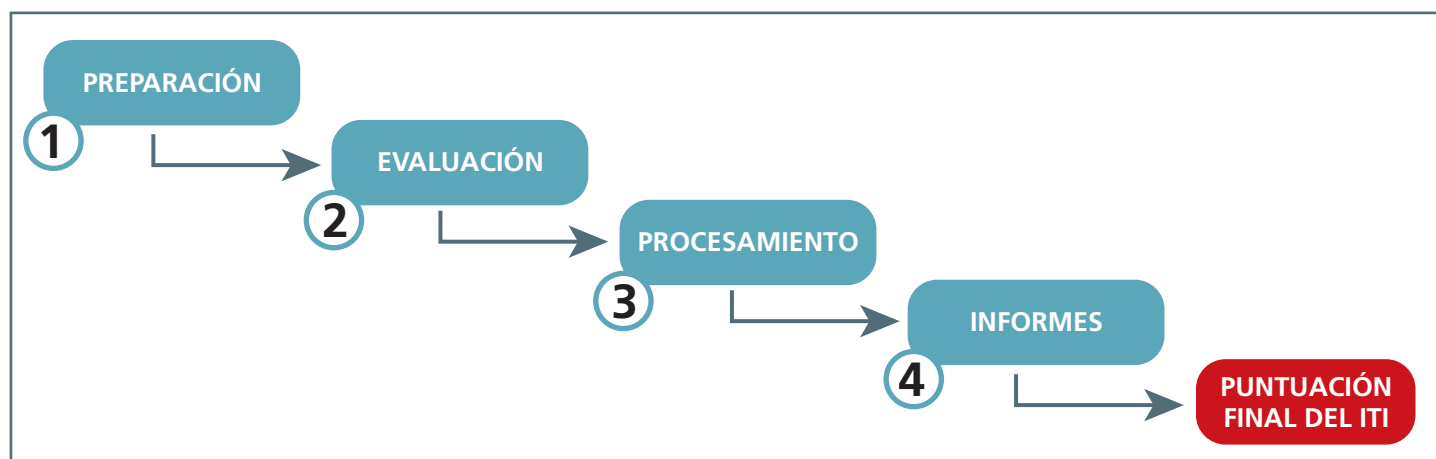 PREPARACIÓN
1
EVALUACIÓN
2
PROCESAMIENTO
3
INFORMES
4
PUNTUACIÓN
FINAL DEL ITI